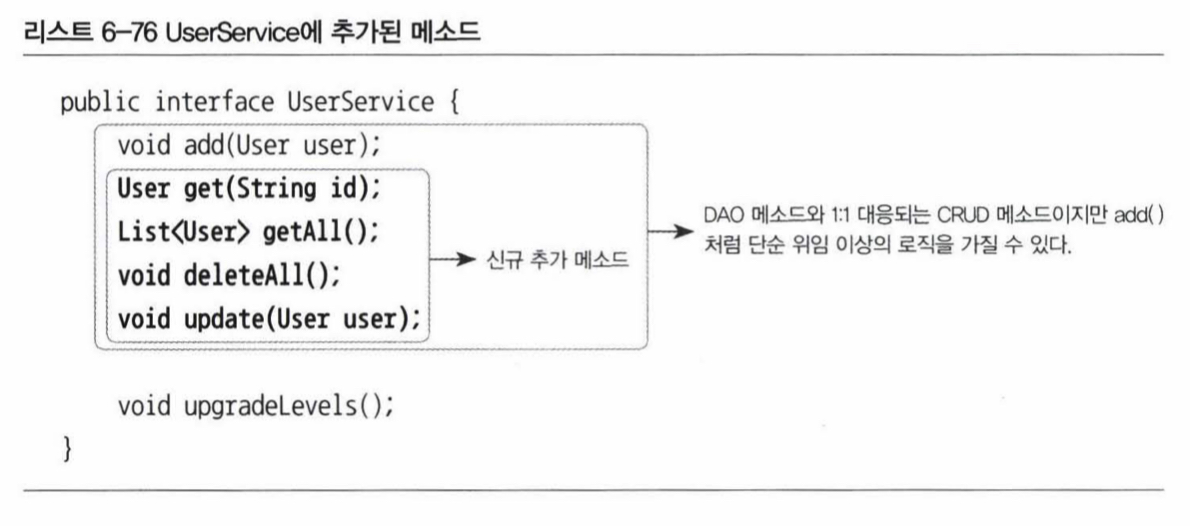 리스트 6-76 UserService에 추가된 메소드
public interface UserService {
void add(User user);
User get(String id);
List<User> getAll();
void deleteAll();
void update(User user);
신규 추가 메소드
DAO 메소드와 1:1 대응되는 CRUD 메소드이지만 add()
처럼 단순 위임 이상의 로직을 가질 수 있다.
void upgradeLevels();
}